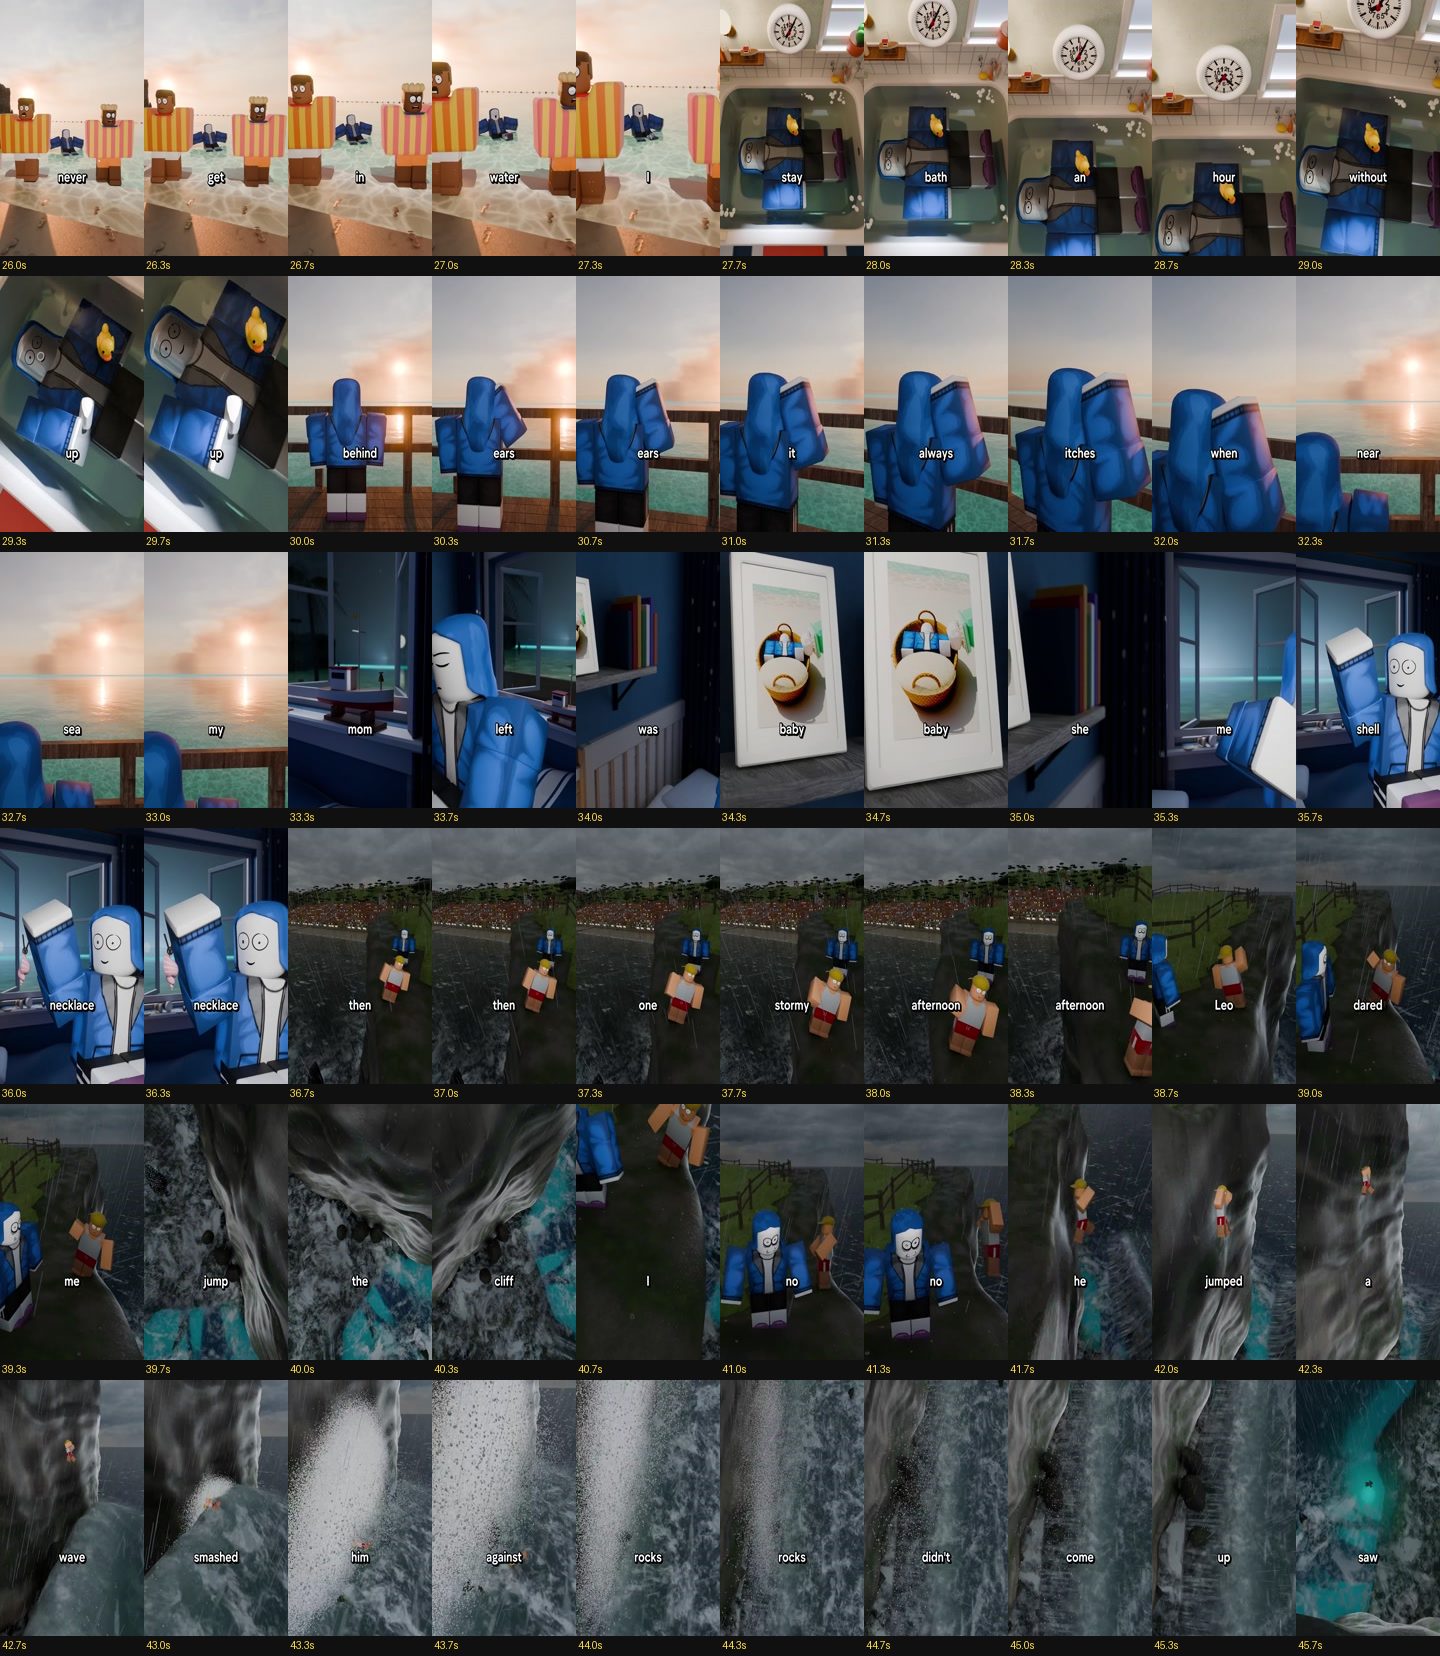 never get in water I stay bath an hour without
26.0s 26.3s 26.7s 27.0s 27.3s 27.7s 28.0s 28.3s 28.7s 29.0s
up up behind ears ears it always itches when near
29.3s 29.7s 30.0s 30.3s 30.7s 31.0s 31.3s 31.7s 32.0s 32.3s
sea my mom left was baby baby she me shell
32.7s 33.0s 33.3s 33.7s 34.0s 34.3s 34.7s 35.0s 35.3s 35.7s
necklace necklace then then one stormy afternoon afternoon Leo dared
36.0s 36.3s 36.7s 37.0s 37.3s 37.7s 38.0s 38.3s 38.7s 39.0s
me jump the cliff I no no he jumped a
39.3s 39.7s 40.0s 40.3s 40.7s 41.0s 41.3s 41.7s 42.0s 42.3s
wave smashed him against rocks rocks didn't come up saw
42.7s 43.0s 43.3s 43.7s 44.0s 44.3s 44.7s 45.0s 45.3s 45.7s